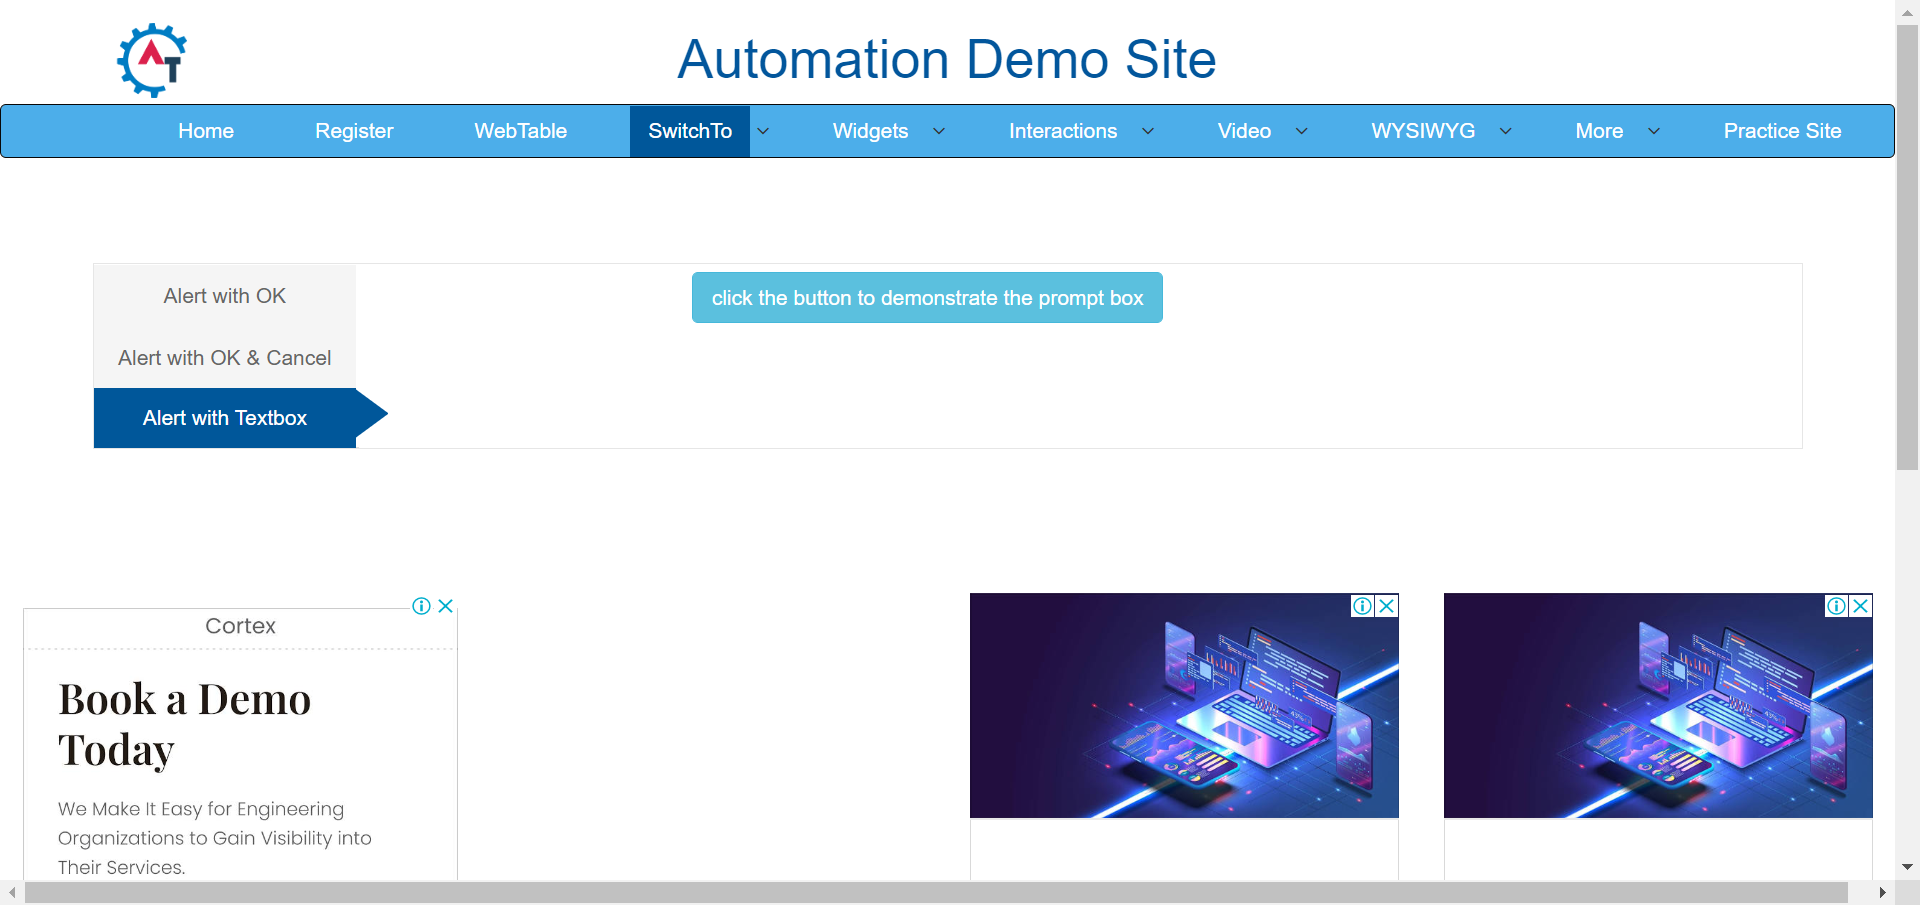 AT
Automation Demo Site
Home Register WebTable SwitchTo Widgets Interactions Video WYSIWYG More Practice Site
Alert with OK
click the button to demonstrate the prompt box
Alert with OK & Cancel
Alert with Textbox
Cortex
Book a Demo
Today
We Make It Easy for Engineering
Organizations to Gain Visibility into
Their Services.